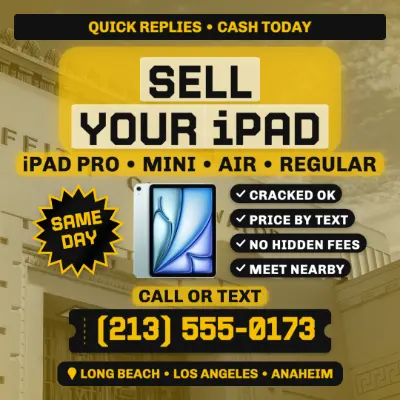 QUICK REPLIES • CASH TODAY
SELL
YOUR iPAD
iPAD PRO • MINI • AIR • REGULAR
SAME
DAY
✓ CRACKED OK
✓ PRICE BY TEXT
✓ NO HIDDEN FEES
✓ MEET NEARBY
CALL OR TEXT
(213) 555-0173
LONG BEACH • LOS ANGELES • ANAHEIM